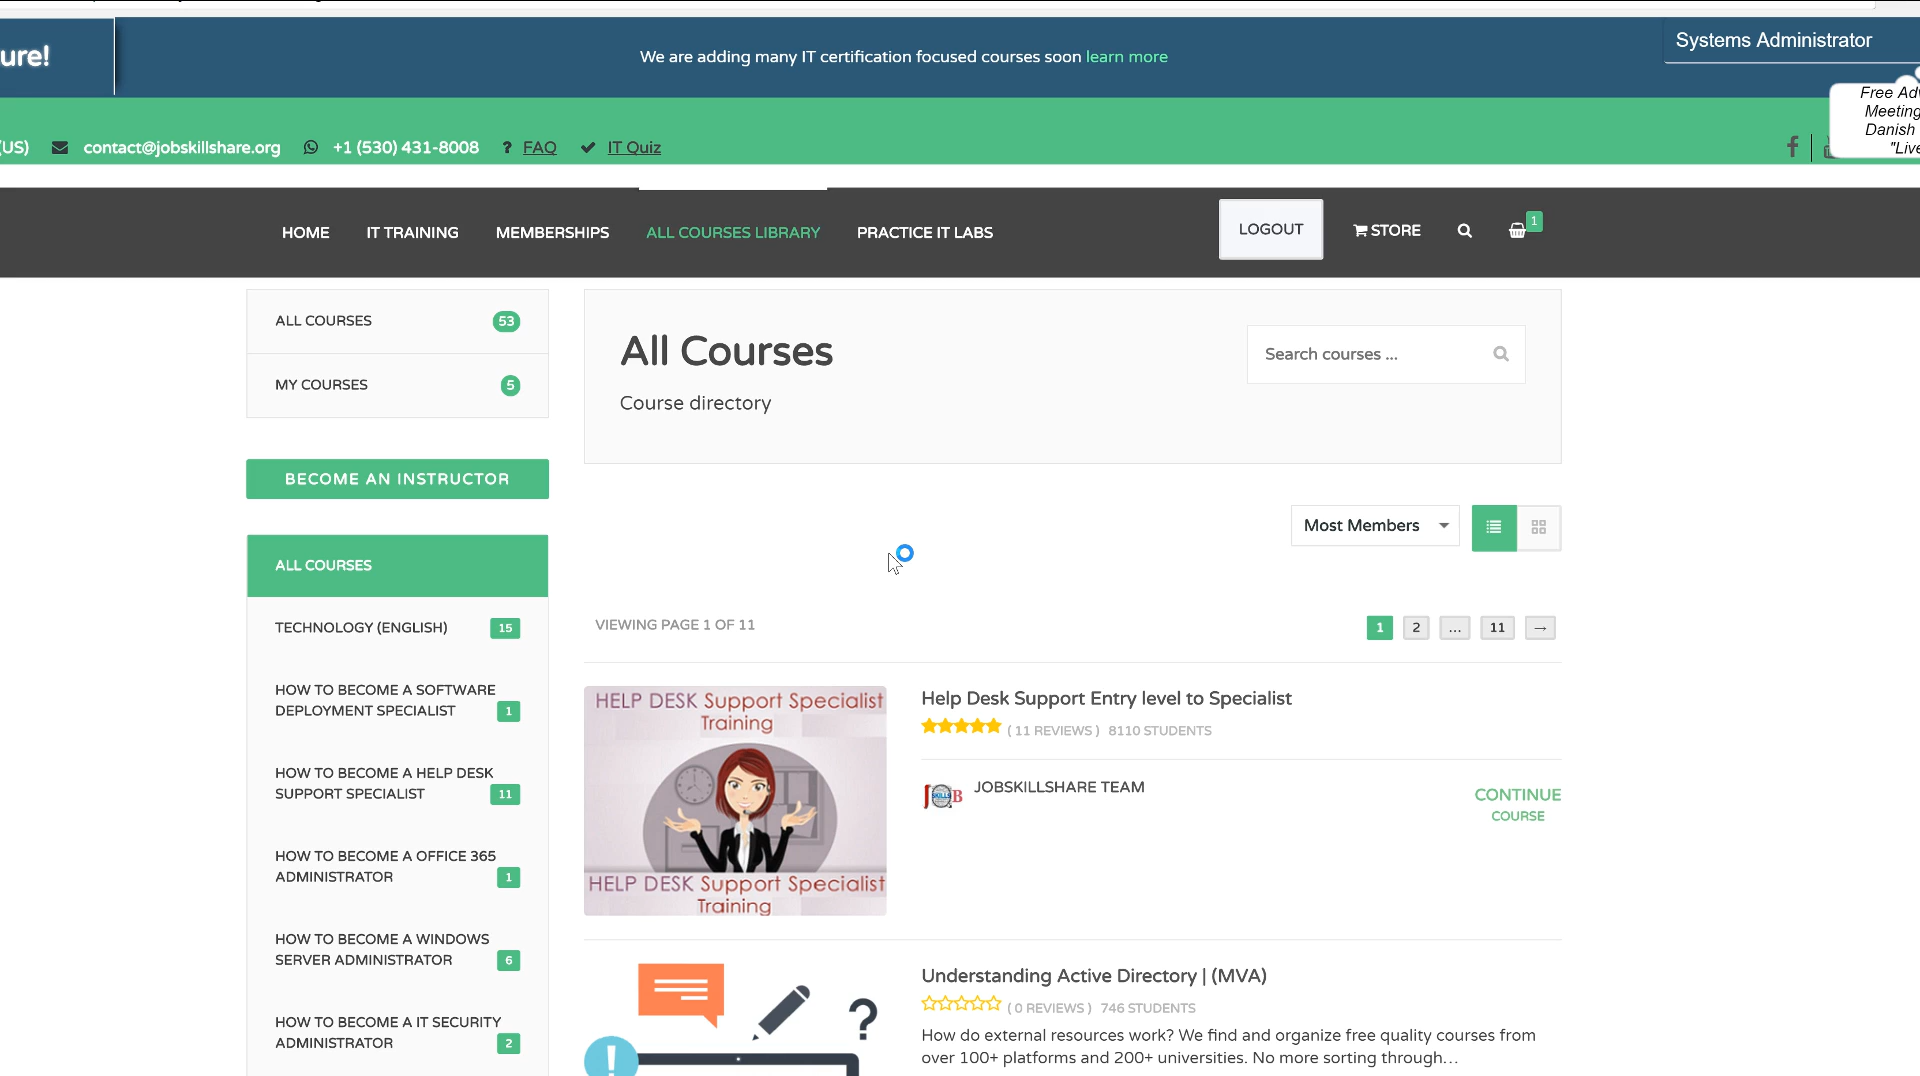 ure!
We are adding many IT certification focused courses soon learn more
Systems Administrator
Free Ad
Meeting
Danish
"Live
(US) contact@jobskillshare.org +1 (530) 431-8008 ? FAQ IT Quiz
HOME IT TRAINING MEMBERSHIPS ALL COURSES LIBRARY PRACTICE IT LABS LOGOUT STORE 1
ALL COURSES 53
MY COURSES 5
BECOME AN INSTRUCTOR
ALL COURSES
TECHNOLOGY (ENGLISH) 15
HOW TO BECOME A SOFTWARE
DEPLOYMENT SPECIALIST 1
HOW TO BECOME A HELP DESK
SUPPORT SPECIALIST 11
HOW TO BECOME A OFFICE 365
ADMINISTRATOR 1
HOW TO BECOME A WINDOWS
SERVER ADMINISTRATOR 6
HOW TO BECOME A IT SECURITY
ADMINISTRATOR 2
All Courses
Search courses ...
Course directory
Most Members
VIEWING PAGE 1 OF 11
1 2 ... 11 →
HELP DESK Support Specialist
Training
HELP DESK Support Specialist
Training
Help Desk Support Entry level to Specialist
( 11 REVIEWS ) 8110 STUDENTS
JOBSKILLSHARE TEAM
CONTINUE
COURSE
Understanding Active Directory | (MVA)
( 0 REVIEWS ) 746 STUDENTS
How do external resources work? We find and organize free quality courses from
over 100+ platforms and 200+ universities. No more sorting through…